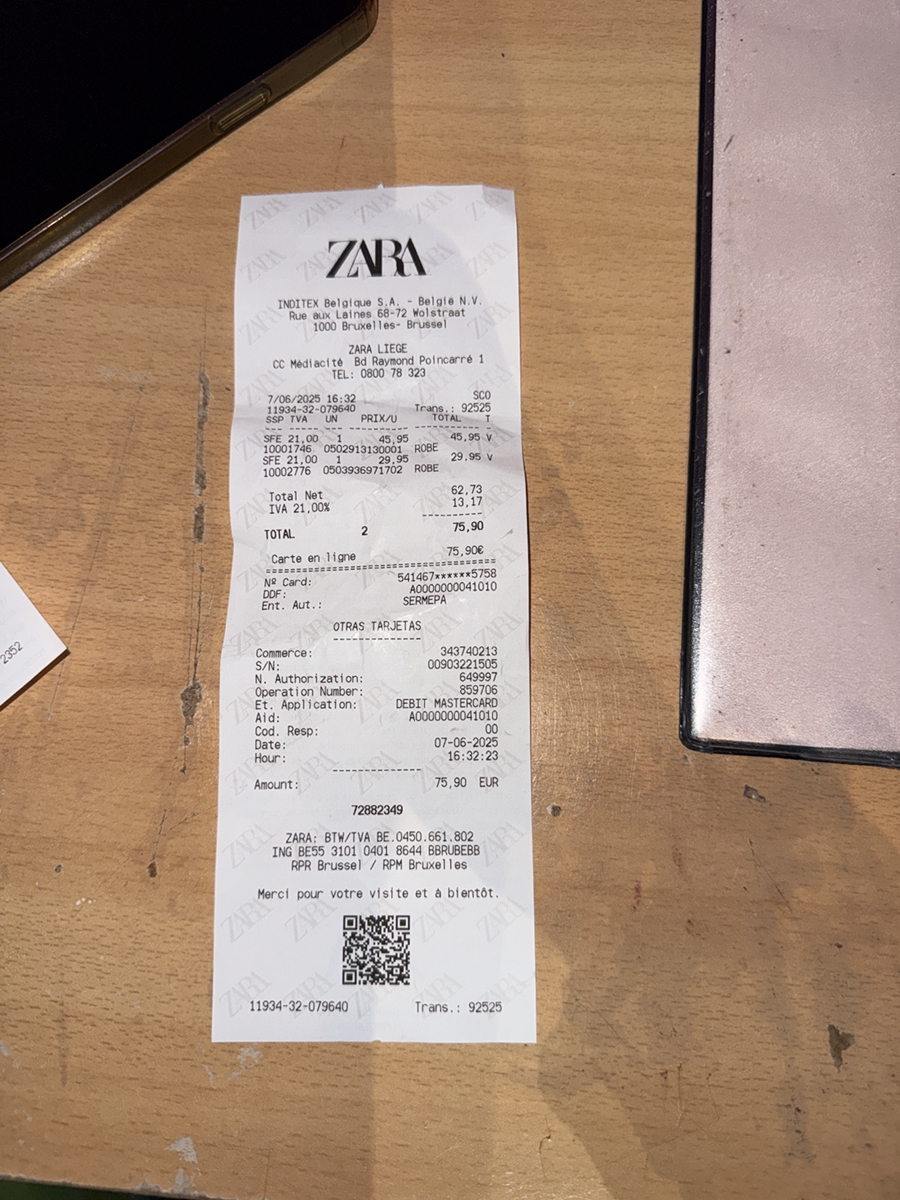 ZARA
INDITEX Belgique S.A. - België N.V.
Rue aux Laines 68-72 Wolstraat
1000 Bruxelles- Brussel
ZARA LIEGE
CC Médiacité Bd Raymond Poincarré 1
TEL: 0800 78 323
7/06/2025 16:32 SCO
11934-32-079640 Trans.: 92525
SSP TVA UN PRIX/U TOTAL T
SFE 21,00 1 45,95 45,95 V
10001746 0502913130001 ROBE
SFE 21,00 1 29,95 29,95 V
10002776 0503936971702 ROBE
Total Net 62,73
IVA 21,00% 13,17
TOTAL 2 75,90
Carte en ligne 75,90€
Nº Card: 541467******5758
DDF: A0000000041010
Ent. Aut.: SERMEPA
OTRAS TARJETAS
Commerce: 343740213
S/N: 00903221505
N. Authorization: 649997
Operation Number: 859706
Et. Application: DEBIT MASTERCARD
Aid: A0000000041010
Cod. Resp: 00
Date: 07-06-2025
Hour: 16:32:23
Amount: 75,90 EUR
72882349
ZARA: BTW/TVA BE.0450.661.802
ING BE55 3101 0401 8644 BBRUBEBB
RPR Brussel / RPM Bruxelles
Merci pour votre visite et à bientôt.
11934-32-079640 Trans.: 92525
2352